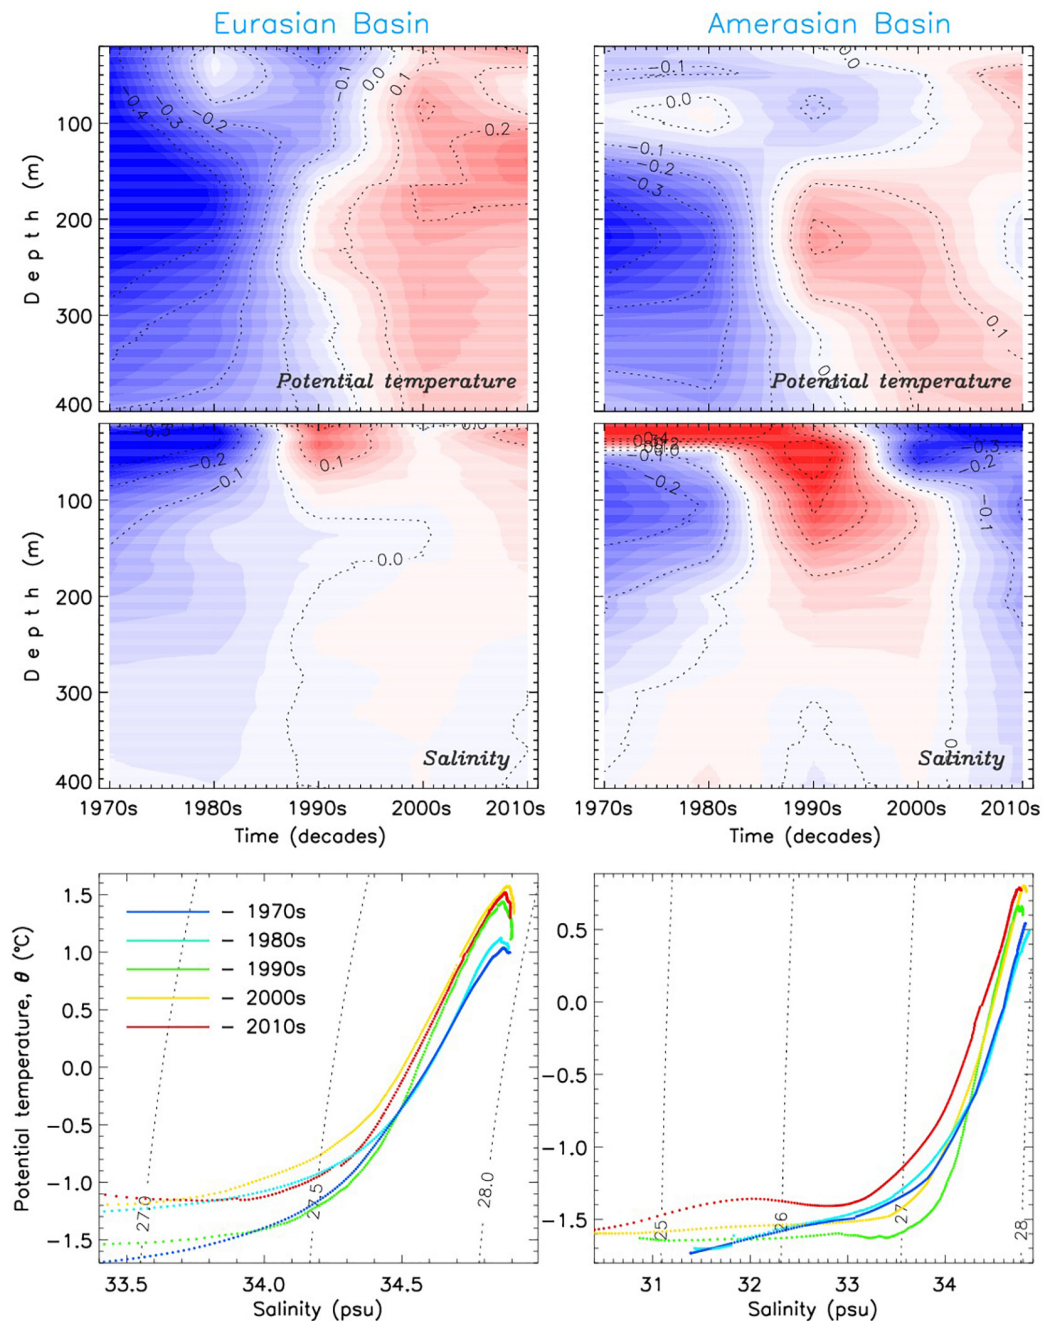 Eurasian Basin
Amerasian Basin
Depth (m)
100
200
300
400
-0.4
-0.3
-0.2
-0.1
0.0
0.1
0.2
Potential temperature
-0.1
0.0
0.0
-0.1
-0.2
-0.3
0.1
Potential temperature
Depth (m)
100
200
300
400
-0.3
-0.2
-0.1
0.1
0.0
Salinity
-0.2
-0.3
-0.2
-0.1
Salinity
1970s 1980s 1990s 2000s 2010s
Time (decades)
1970s 1980s 1990s 2000s 2010s
Time (decades)
Potential temperature, θ (°C)
1.5
1.0
0.5
0.0
-0.5
-1.0
-1.5
– 1970s
– 1980s
– 1990s
– 2000s
– 2010s
27.0
27.5
28.0
33.5 34.0 34.5
Salinity (psu)
0.5
0.0
-0.5
-1.0
-1.5
25
26
27
28
31 32 33 34
Salinity (psu)